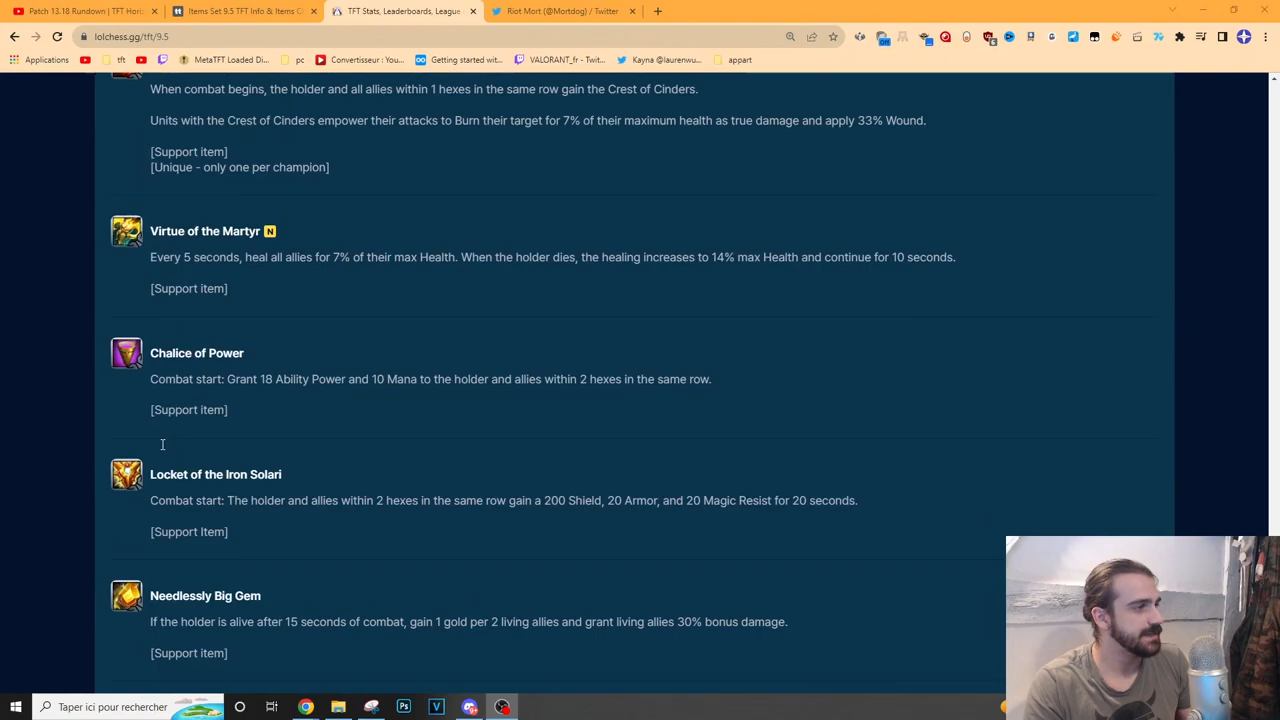 Patch 13.18 Rundown | TFT Hori
Items Set 9.5 TFT Info & Items C
TFT Stats, Leaderboards, League
Riot Mort (@Mortdog) / Twitter
lolchess.gg/tft/9.5
Applications
tft
MetaTFT Loaded Di...
pc
Convertisseur : You...
Getting started wit...
VALORANT_fr - Twit...
Kayna @laurenwu...
appart
When combat begins, the holder and all allies within 1 hexes in the same row gain the Crest of Cinders.
Units with the Crest of Cinders empower their attacks to Burn their target for 7% of their maximum health as true damage and apply 33% Wound.
[Support item]
[Unique - only one per champion]
Virtue of the Martyr N
Every 5 seconds, heal all allies for 7% of their max Health. When the holder dies, the healing increases to 14% max Health and continue for 10 seconds.
[Support item]
Chalice of Power
Combat start: Grant 18 Ability Power and 10 Mana to the holder and allies within 2 hexes in the same row.
[Support item]
Locket of the Iron Solari
Combat start: The holder and allies within 2 hexes in the same row gain a 200 Shield, 20 Armor, and 20 Magic Resist for 20 seconds.
[Support Item]
Needlessly Big Gem
If the holder is alive after 15 seconds of combat, gain 1 gold per 2 living allies and grant living allies 30% bonus damage.
[Support item]
Taper ici pour rechercher
Ps
V